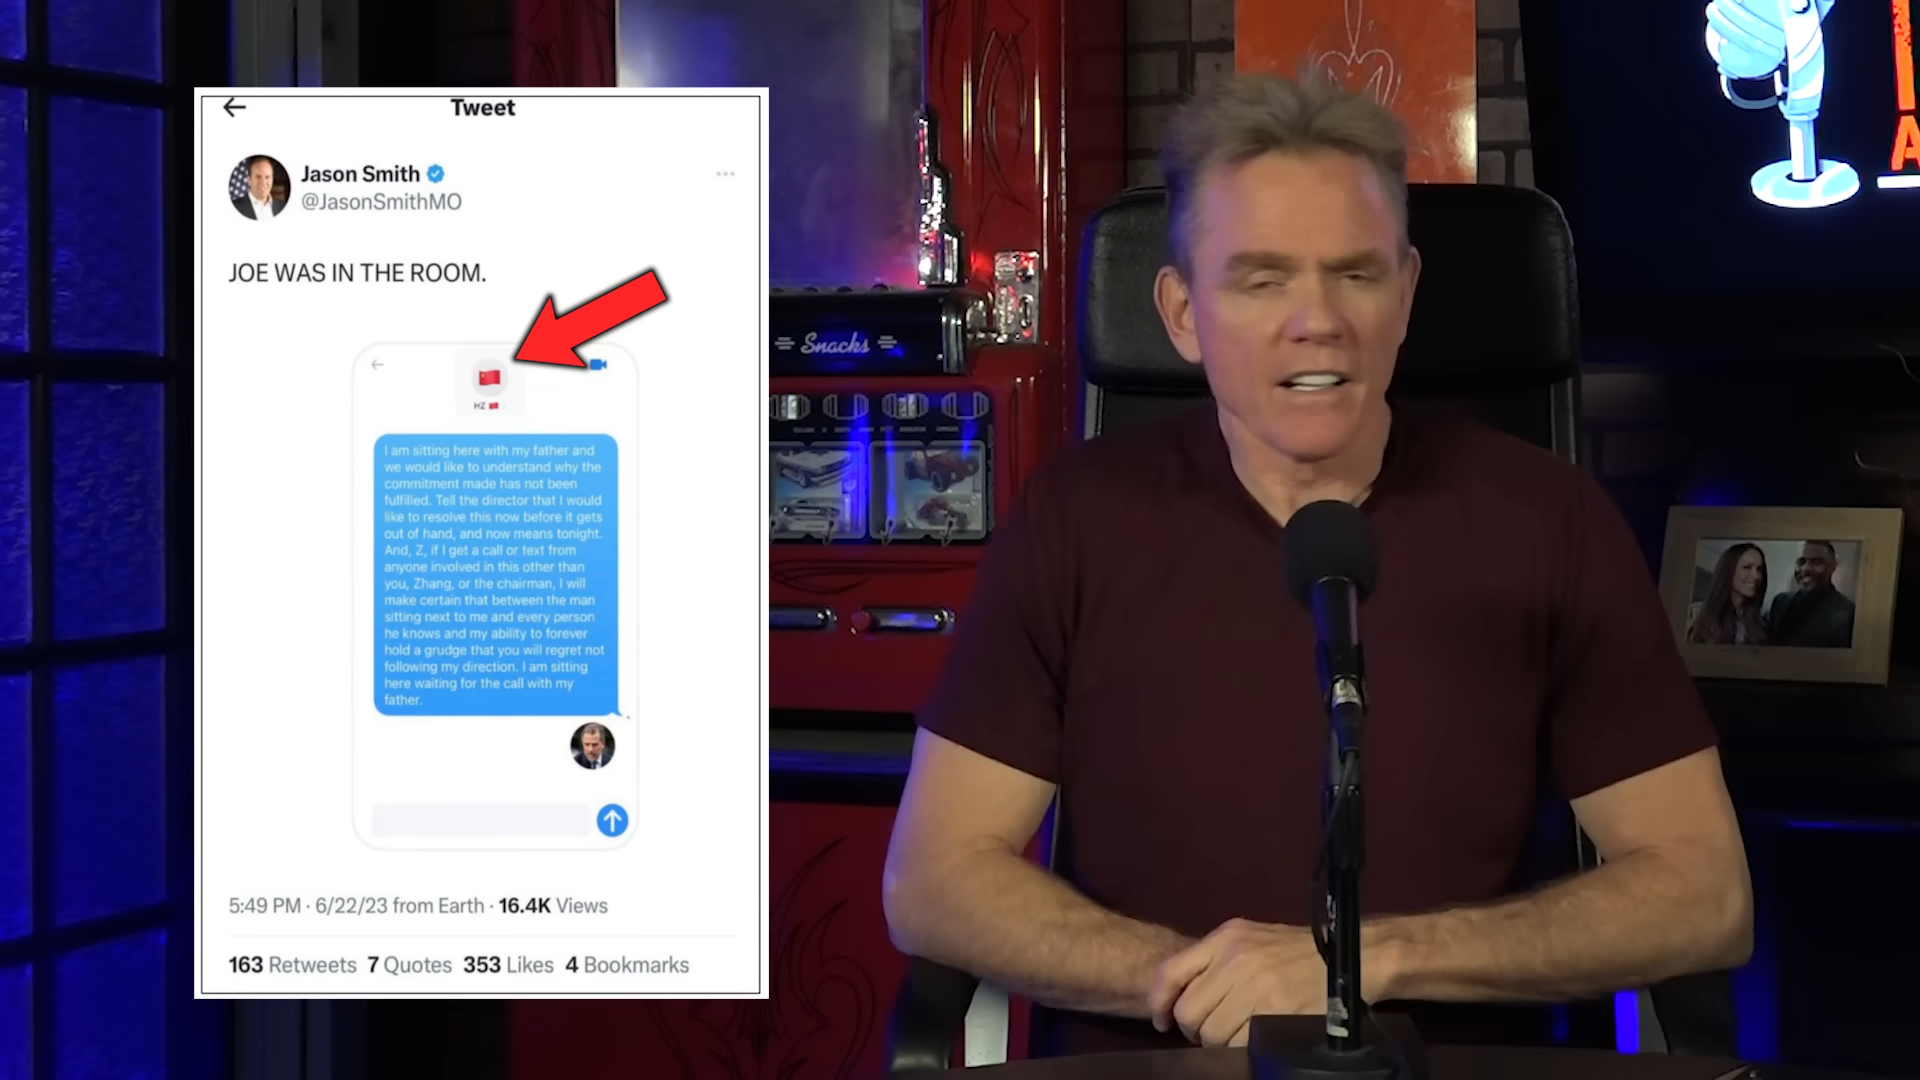 Tweet
Jason Smith
@JasonSmithMO
JOE WAS IN THE ROOM.
HZ
I am sitting here with my father and
we would like to understand why the
commitment made has not been
fulfilled. Tell the director that I would
like to resolve this now before it gets
out of hand, and now means tonight.
And, Z, if I get a call or text from
anyone involved in this other than
you, Zhang, or the chairman, I will
make certain that between the man
sitting next to me and every person
he knows and my ability to forever
hold a grudge that you will regret not
following my direction. I am sitting
here waiting for the call with my
father.
5:49 PM · 6/22/23 from Earth · 16.4K Views
163 Retweets 7 Quotes 353 Likes 4 Bookmarks
Snacks
A